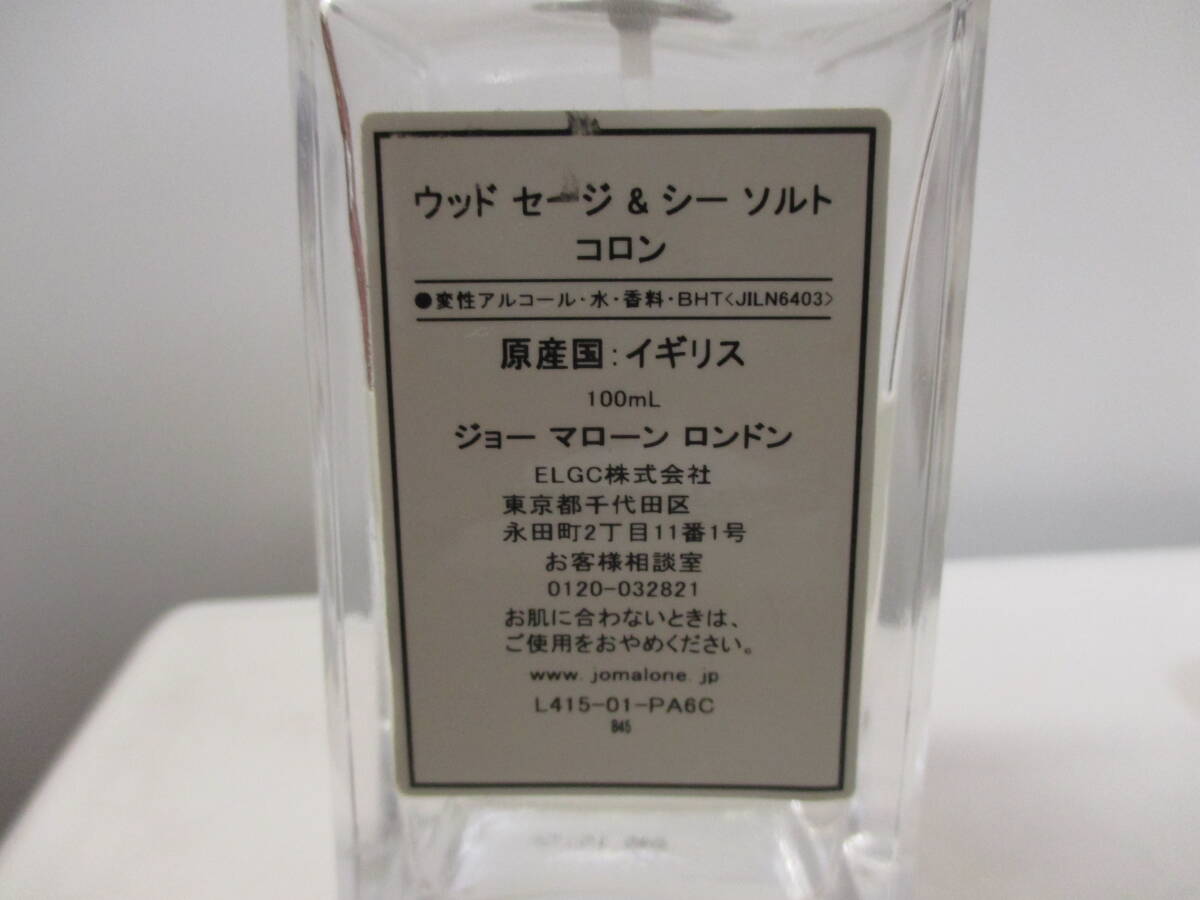 ウッド セージ & シー ソルト
コロン
●変性アルコール・水・香料・BHT<JILN6403>
原産国:イギリス
100mL
ジョー マローン ロンドン
ELGC株式会社
東京都千代田区
永田町2丁目11番1号
お客様相談室
0120-032821
お肌に合わないときは、
ご使用をおやめください。
www.jomalone.jp
L415-01-PA6C
B45